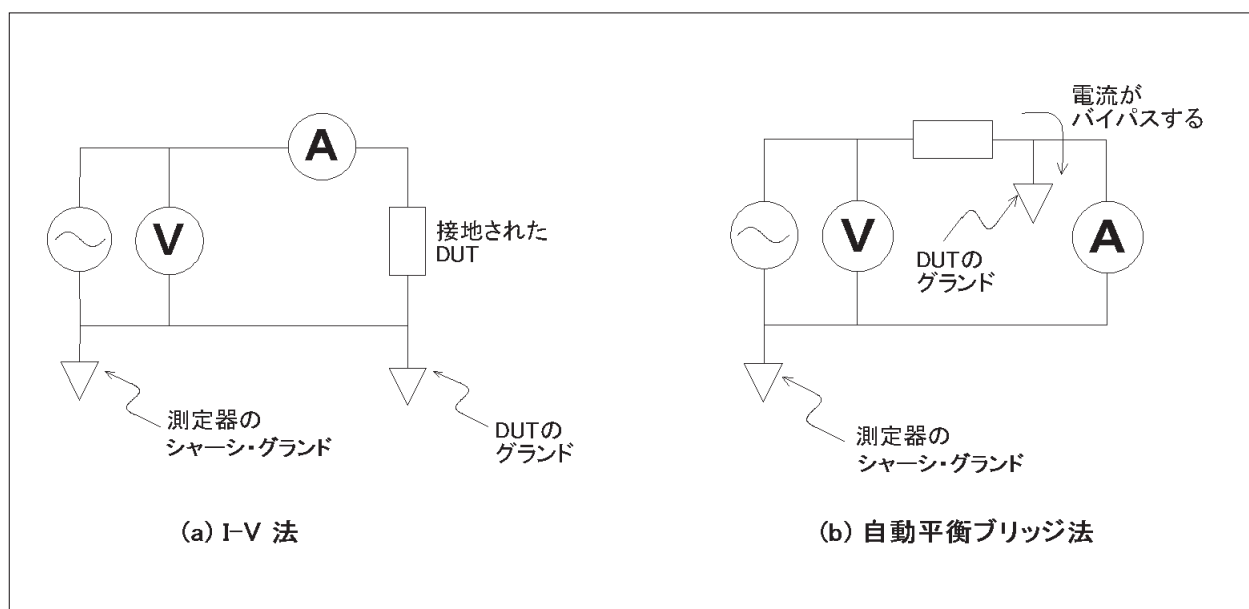 A
V
接地された
DUT
測定器の
シャーシ・グランド
DUTの
グランド
(a) I-V 法
電流が
バイパスする
V
A
DUTの
グランド
測定器の
シャーシ・グランド
(b) 自動平衡ブリッジ法